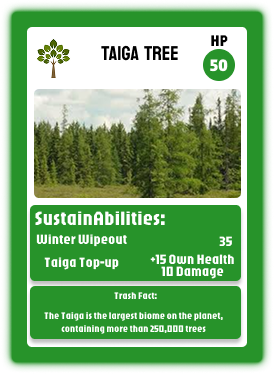 TAIGA TREE
HP
50
SustainAbilities:
Winter Wipeout 35
Taiga Top-up +15 Own Health
10 Damage
Trash Fact:
The Taiga is the largest biome on the planet,
containing more than 250,000 trees